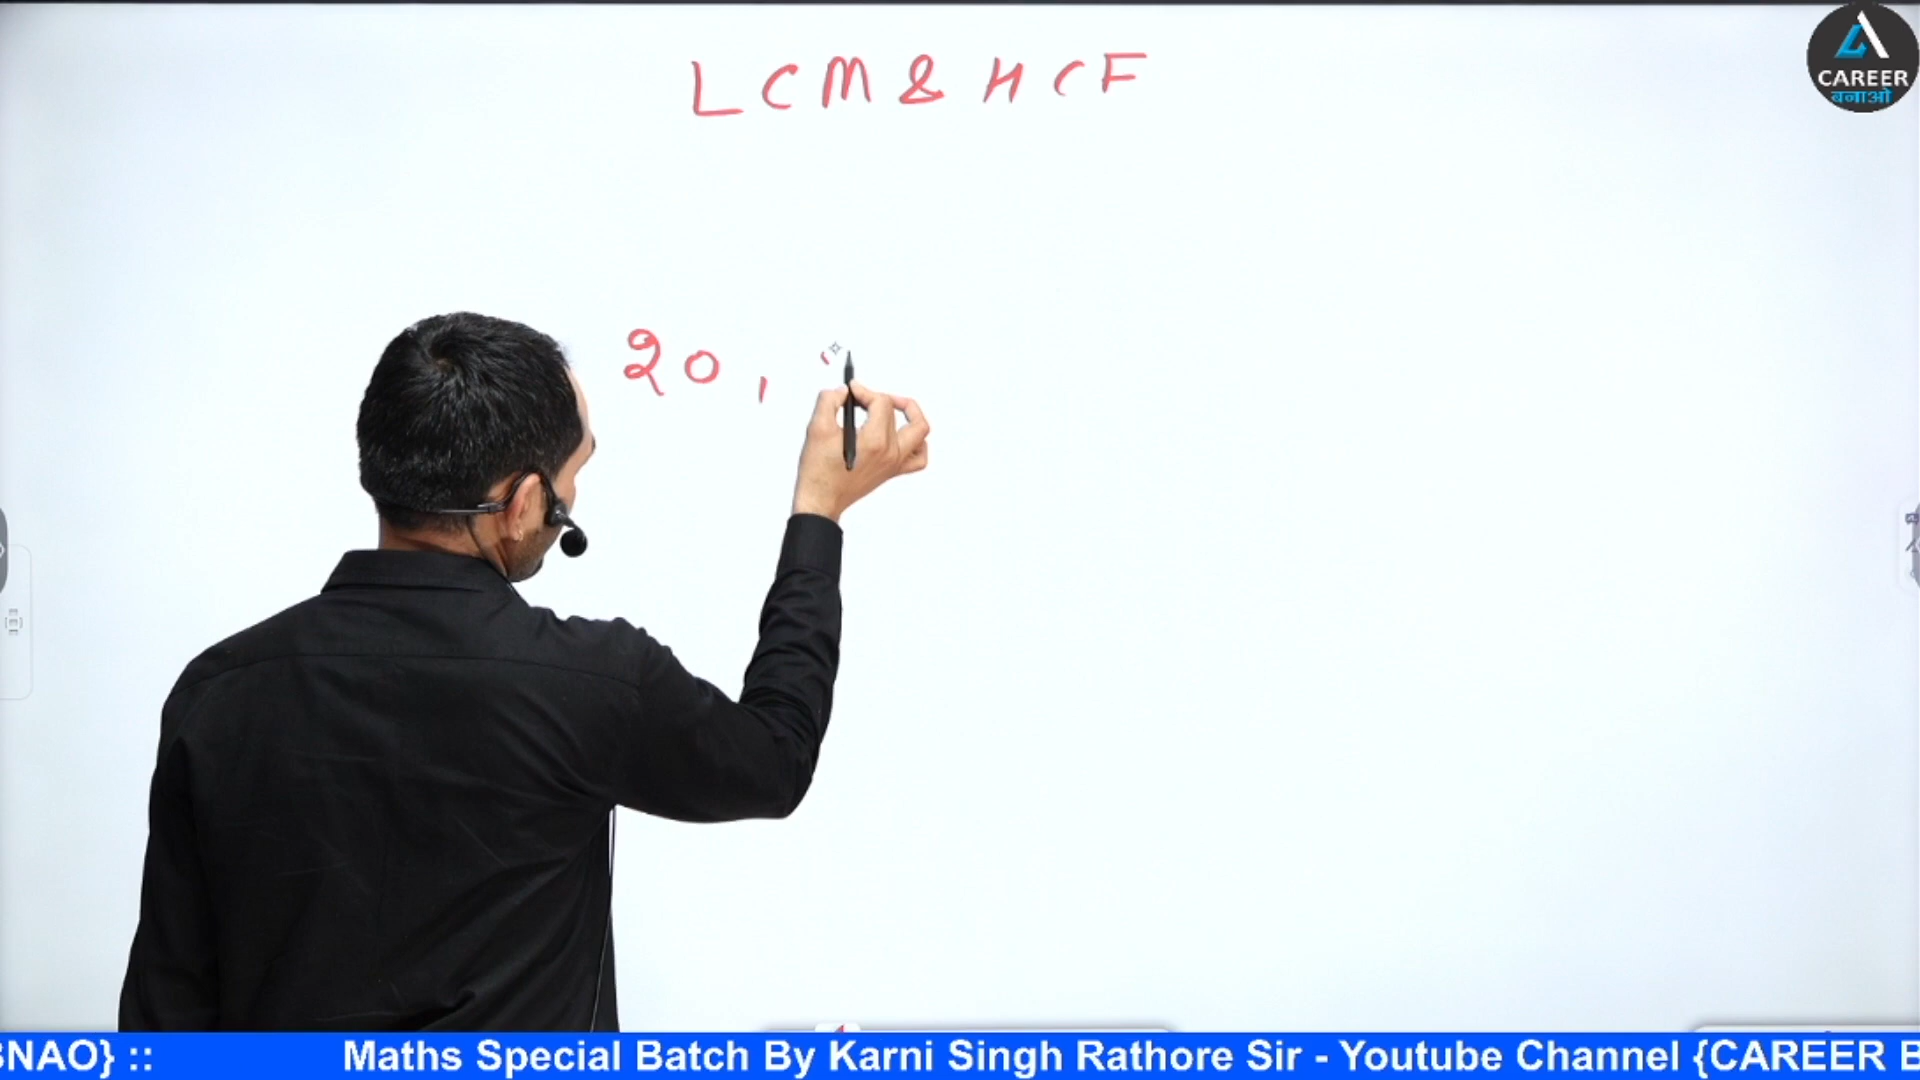 LCM & HCF
CAREER
बनाओ
20,
BNAO} :: Maths Special Batch By Karni Singh Rathore Sir - Youtube Channel {CAREER B